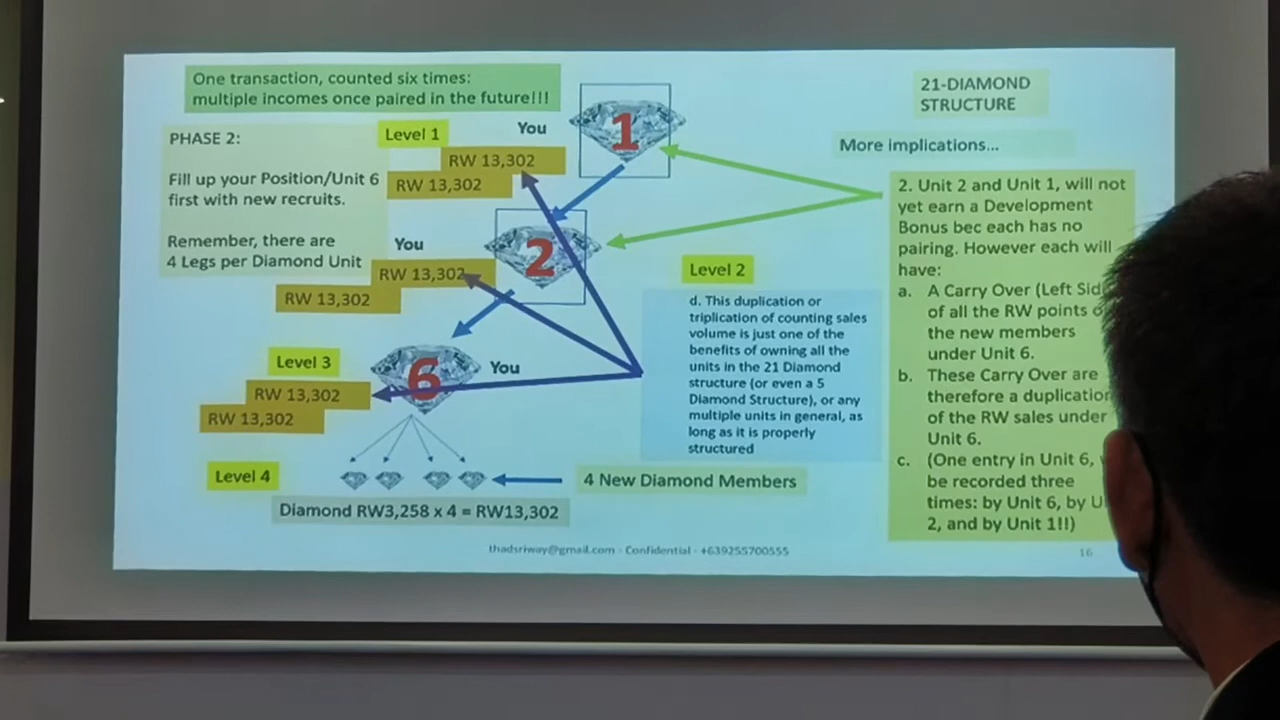 One transaction, counted six times:
multiple incomes once paired in the future!!!
21-DIAMOND
STRUCTURE
PHASE 2:
Fill up your Position/Unit 6
first with new recruits.
Remember, there are
4 Legs per Diamond Unit
Level 1
You
1
RW 13,302
RW 13,302
More implications...
You
2
RW 13,302
RW 13,302
Level 2
d. This duplication or
triplication of counting sales
volume is just one of the
benefits of owning all the
units in the 21 Diamond
structure (or even a 5
Diamond Structure), or any
multiple units in general, as
long as it is properly
structured
2. Unit 2 and Unit 1, will not
yet earn a Development
Bonus bec each has no
pairing. However each will
have:
a. A Carry Over (Left
of all the RW points
the new members
under Unit 6.
b. These Carry Over are
therefore a
of the RW sales under
Unit 6.
c. (One entry in Unit 6,
be recorded three
times: by Unit 6, by
2, and by Unit 1!!)
Level 3
6
You
RW 13,302
RW 13,302
Level 4
4 New Diamond Members
Diamond RW3,258 x 4 = RW13,302
thadsriway@gmail.com - Confidential - +639255700555
16